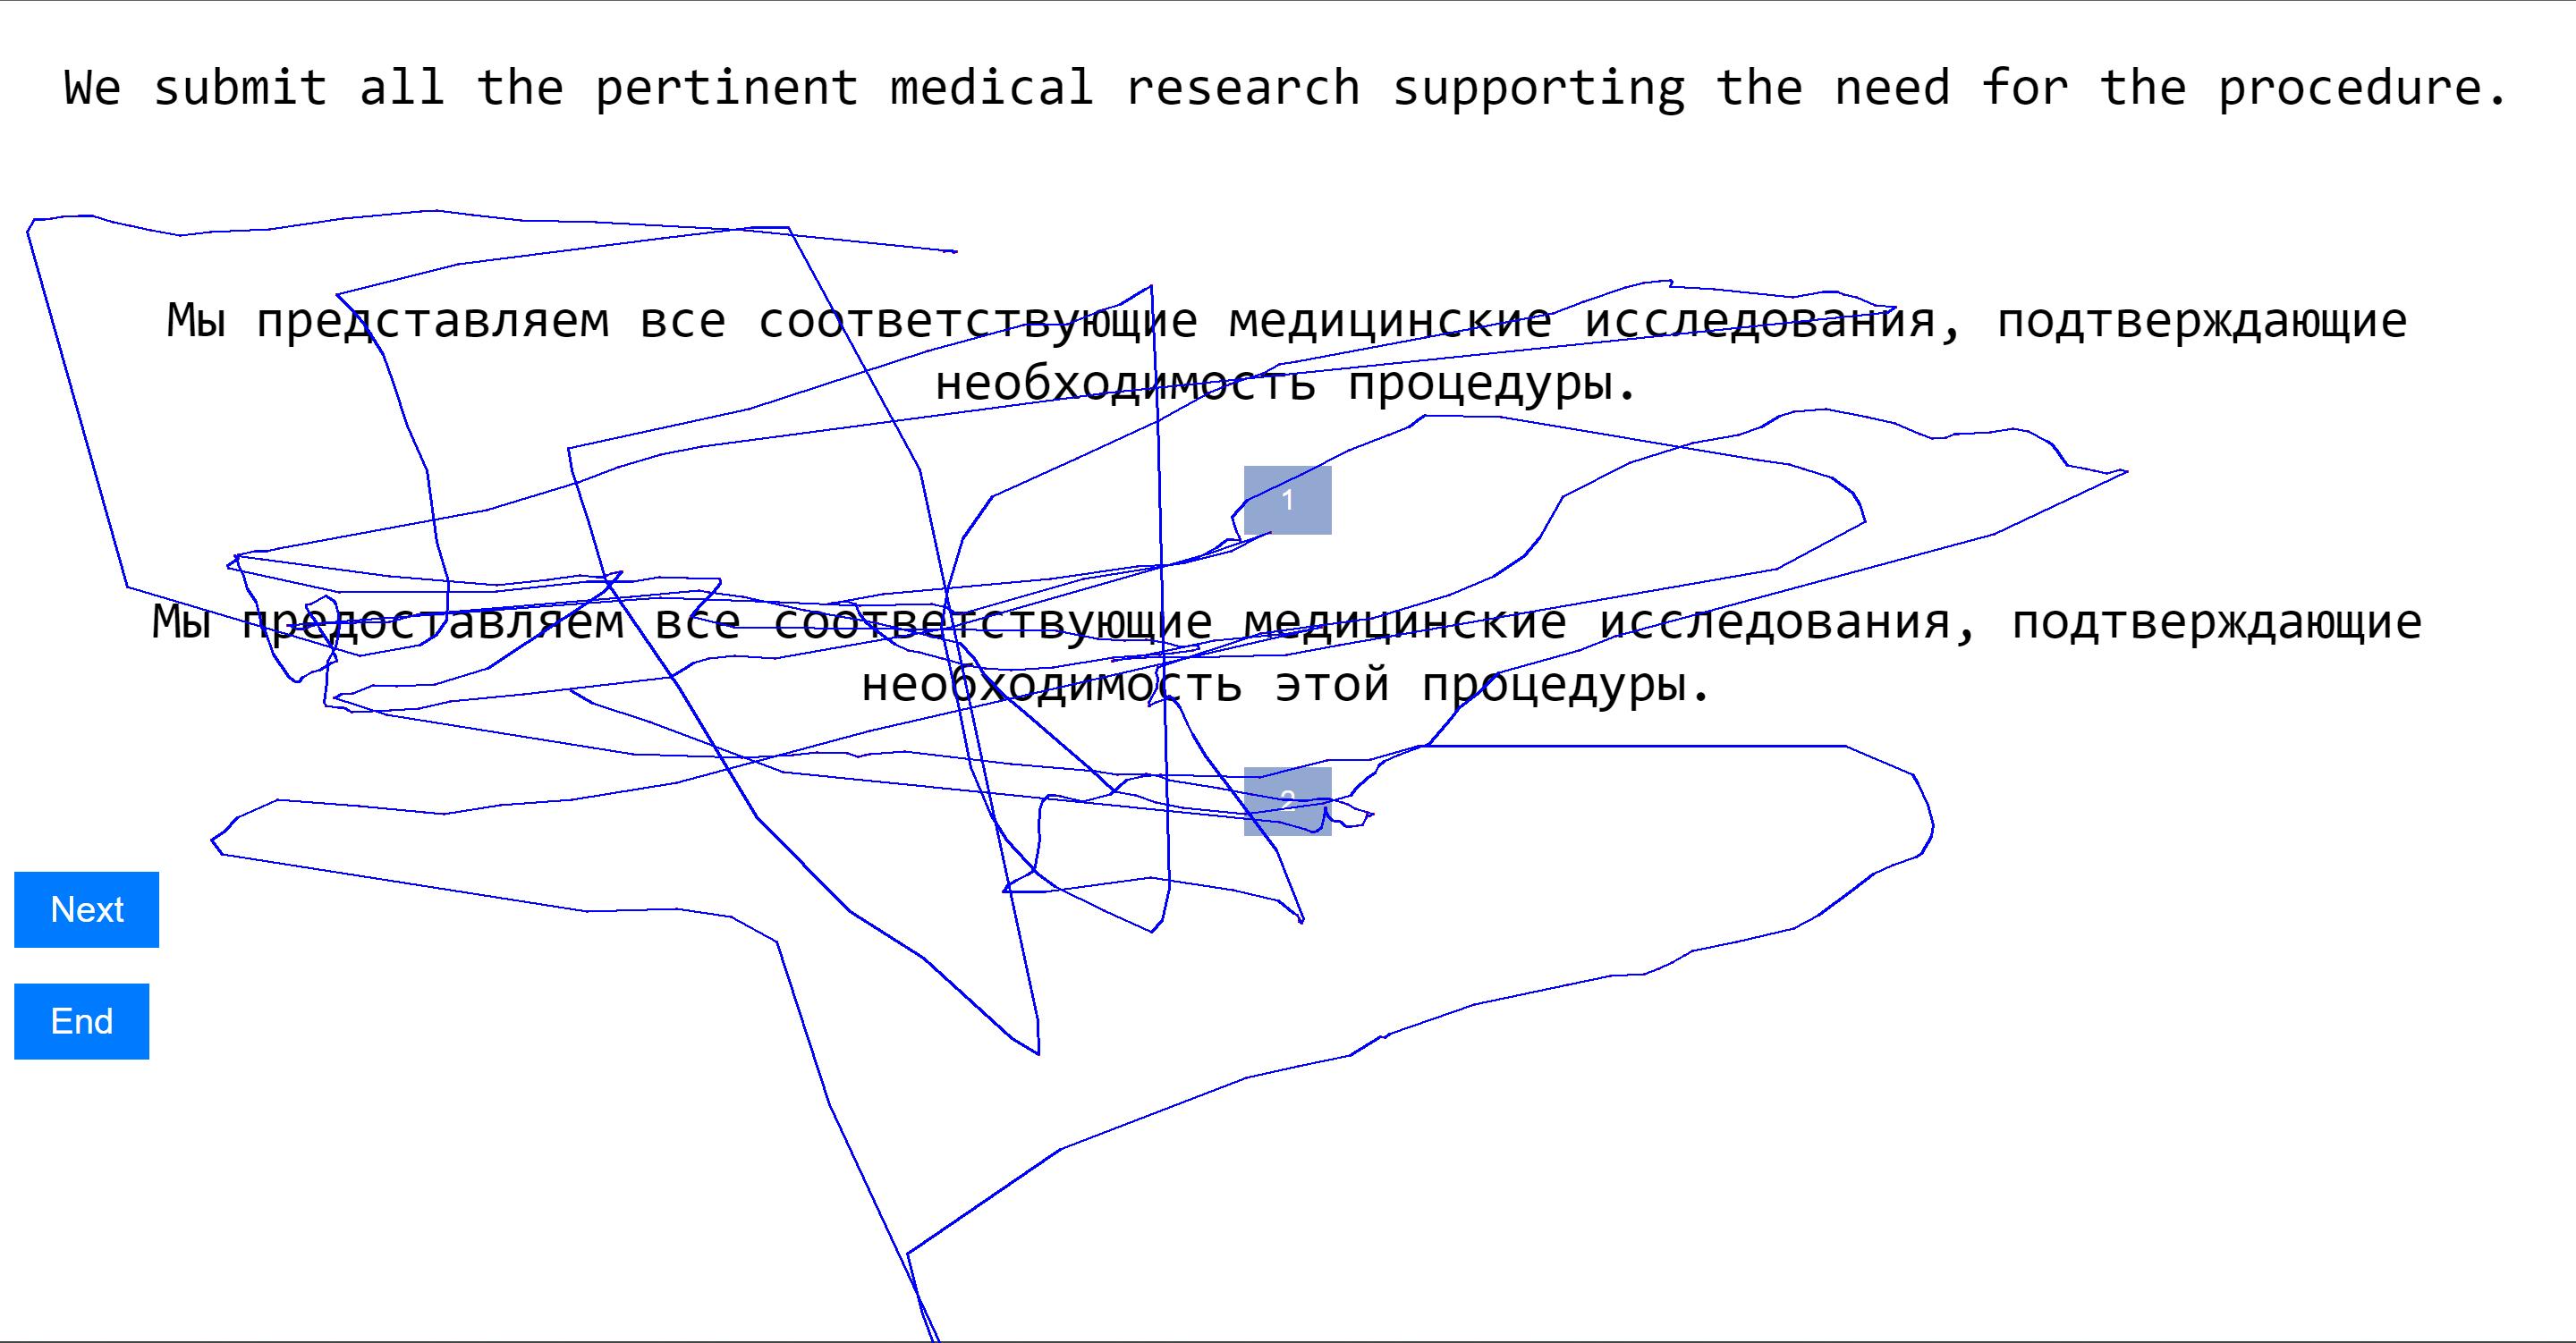 We submit all the pertinent medical research supporting the need for the procedure.
Мы представляем все соответствующие медицинские исследования, подтверждающие
необходимость процедуры.
1
Мы предоставляем все соответствующие медицинские исследования, подтверждающие
необходимость этой процедуры.
2
Next
End